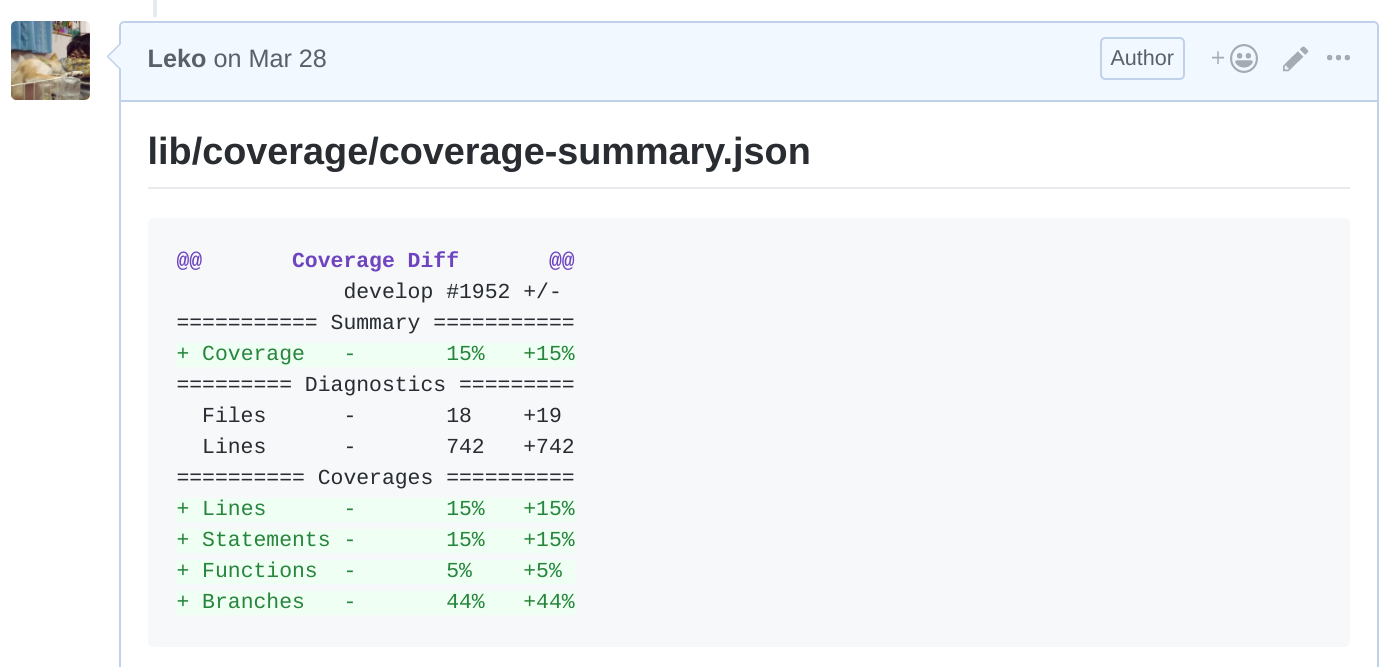 Leko on Mar 28
Author
lib/coverage/coverage-summary.json
@@       Coverage Diff       @@
             develop #1952 +/-
=========== Summary ===========
+ Coverage   -       15%   +15%
========= Diagnostics =========
  Files      -       18    +19
  Lines      -       742   +742
========== Coverages ==========
+ Lines      -       15%   +15%
+ Statements -       15%   +15%
+ Functions  -       5%    +5%
+ Branches   -       44%   +44%